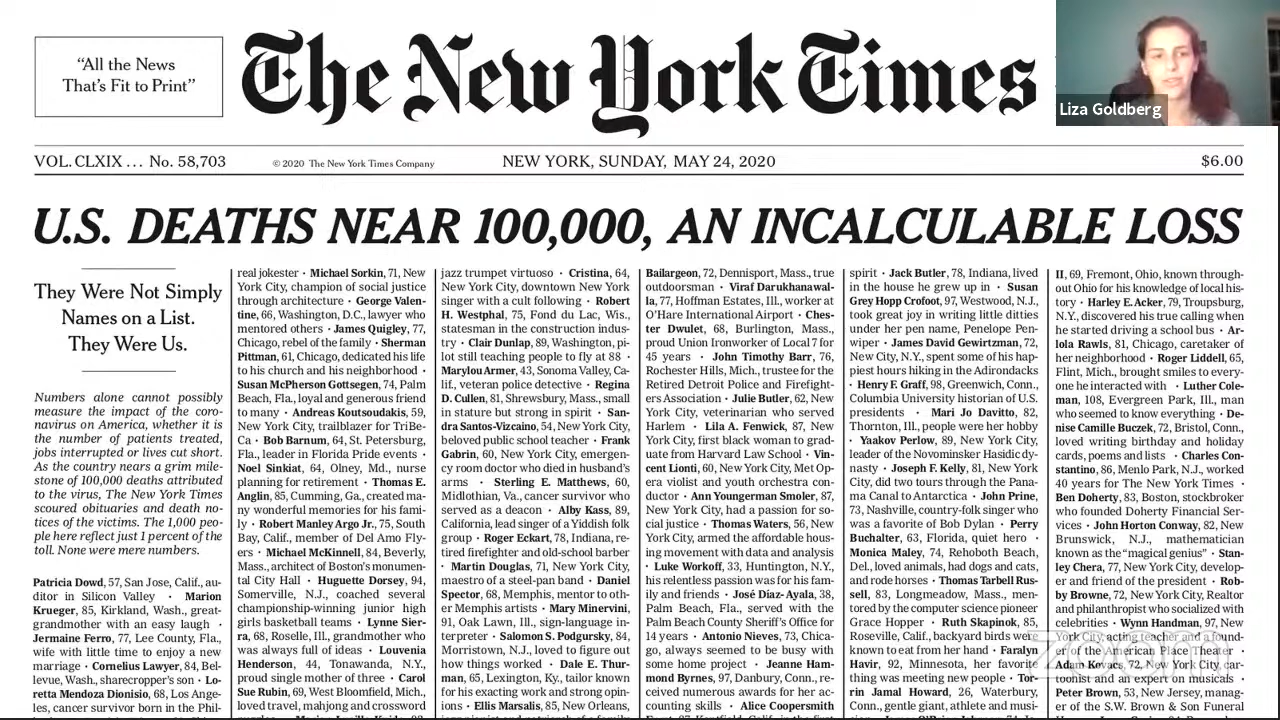 "All the News
That's Fit to Print"
The New York Times
Liza Goldberg
VOL. CLXIX ... No. 58,703
© 2020 The New York Times Company
NEW YORK, SUNDAY, MAY 24, 2020
$6.00
U.S. DEATHS NEAR 100,000, AN INCALCULABLE LOSS
They Were Not Simply
Names on a List.
They Were Us.
Numbers alone cannot possibly
measure the impact of the coro-
navirus on America, whether it is
the number of patients treated,
jobs interrupted or lives cut short.
As the country nears a grim mile-
stone of 100,000 deaths attributed
to the virus, The New York Times
scoured obituaries and death no-
tices of the victims. The 1,000 peo-
ple here reflect just 1 percent of the
toll. None were mere numbers.
Patricia Dowd, 57, San Jose, Calif., au-
ditor in Silicon Valley · Marion
Krueger, 85, Kirkland, Wash., great-
grandmother with an easy laugh ·
Jermaine Ferro, 77, Lee County, Fla.,
wife with little time to enjoy a new
marriage · Cornelius Lawyer, 84, Bel-
levue, Wash., sharecropper's son · Lo-
retta Mendoza Dionisio, 68, Los Ange-
les, cancer survivor born in the Phil-
real jokester · Michael Sorkin, 71, New
York City, champion of social justice
through architecture · George Valen-
tine, 66, Washington, D.C., lawyer who
mentored others · James Quigley, 77,
Chicago, rebel of the family · Sherman
Pittman, 61, Chicago, dedicated his life
to his church and his neighborhood ·
Susan McPherson Gottsegen, 74, Palm
Beach, Fla., loyal and generous friend
to many · Andreas Koutsoudakis, 59,
New York City, trailblazer for TriBe-
Ca · Bob Barnum, 64, St. Petersburg,
Fla., leader in Florida Pride events ·
Noel Sinkiat, 64, Olney, Md., nurse
planning for retirement · Thomas E.
Anglin, 85, Cumming, Ga., created ma-
ny wonderful memories for his fami-
ly · Robert Manley Argo Jr., 75, South
Bay, Calif., member of Del Amo Fly-
ers · Michael McKinnell, 84, Beverly,
Mass., architect of Boston's monumen-
tal City Hall · Huguette Dorsey, 94,
Somerville, N.J., coached several
championship-winning junior high
girls basketball teams · Lynne Sier-
ra, 68, Roselle, Ill., grandmother who
was always full of ideas · Louvenia
Henderson, 44, Tonawanda, N.Y.,
proud single mother of three · Carol
Sue Rubin, 69, West Bloomfield, Mich.,
loved travel, mahjong and crossword
jazz trumpet virtuoso · Cristina, 64,
New York City, downtown New York
singer with a cult following · Robert
H. Westphal, 75, Fond du Lac, Wis.,
statesman in the construction indus-
try · Clair Dunlap, 89, Washington, pi-
lot still teaching people to fly at 88 ·
Marylou Armer, 43, Sonoma Valley, Ca-
lif., veteran police detective · Regina
D. Cullen, 81, Shrewsbury, Mass., small
in stature but strong in spirit · San-
dra Santos-Vizcaino, 54, New York City,
beloved public school teacher · Frank
Gabrin, 60, New York City, emergen-
cy room doctor who died in husband's
arms · Sterling E. Matthews, 60,
Midlothian, Va., cancer survivor who
served as a deacon · Alby Kass, 89,
California, lead singer of a Yiddish folk
group · Roger Eckart, 78, Indiana, re-
tired firefighter and old-school barber
· Martin Douglas, 71, New York City,
maestro of a steel-pan band · Daniel
Spector, 68, Memphis, mentor to oth-
er Memphis artists · Mary Minervini,
91, Oak Lawn, Ill., sign-language in-
terpreter · Salomon S. Podgursky, 84,
Morristown, N.J., loved to figure out
how things worked · Dale E. Thur-
man, 65, Lexington, Ky., tailor known
for his exacting work and strong opin-
ions · Ellis Marsalis, 85, New Orleans,
Bailargeon, 72, Dennisport, Mass., true
outdoorsman · Viraf Darukhanawal-
la, 77, Hoffman Estates, Ill., worker at
O'Hare International Airport · Ches-
ter Dwulet, 68, Burlington, Mass.,
proud Union Ironworker of Local 7 for
45 years · John Timothy Barr, 76,
Rochester Hills, Mich., trustee for the
Retired Detroit Police and Firefight-
ers Association · Julie Butler, 62, New
York City, veterinarian who served
Harlem · Lila A. Fenwick, 87, New
York City, first black woman to grad-
uate from Harvard Law School · Vin-
cent Lionti, 60, New York City, Met Op-
era violist and youth orchestra con-
ductor · Ann Youngerman Smoler, 87,
New York City, had a passion for so-
cial justice · Thomas Waters, 56, New
York City, armed the affordable hous-
ing movement with data and analysis
· Luke Workoff, 33, Huntington, N.Y.,
his relentless passion was for his fam-
ily and friends · José Díaz-Ayala, 38,
Palm Beach, Fla., served with the
Palm Beach County Sheriff's Office for
14 years · Antonio Nieves, 73, Chica-
go, always seemed to be busy with
some home project · Jeanne Ham-
mond Byrnes, 97, Danbury, Conn., re-
ceived numerous awards for her ac-
counting skills · Alice Coopersmith
spirit · Jack Butler, 78, Indiana, lived
in the house he grew up in · Susan
Grey Hopp Crofoot, 97, Westwood, N.J.,
took great joy in writing little ditties
under her pen name, Penelope Pen-
wiper · James David Gewirtzman, 72,
New City, N.Y., spent some of his hap-
piest hours hiking in the Adirondacks
· Henry F. Graff, 98, Greenwich, Conn.,
Columbia University historian of U.S.
presidents · Mari Jo Davitto, 82,
Thornton, Ill., people were her hobby
· Yaakov Perlow, 89, New York City,
leader of the Novominsker Hasidic dy-
nasty · Joseph F. Kelly, 81, New York
City, did two tours through the Pana-
ma Canal to Antarctica · John Prine,
73, Nashville, country-folk singer who
was a favorite of Bob Dylan · Perry
Buchalter, 63, Florida, quiet hero ·
Monica Maley, 74, Rehoboth Beach,
Del., loved animals, had dogs and cats,
and rode horses · Thomas Tarbell Rus-
sell, 83, Longmeadow, Mass., men-
tored by the computer science pioneer
Grace Hopper · Ruth Skapinok, 85,
Roseville, Calif., backyard birds were
known to eat from her hand · Faralyn
Havir, 92, Minnesota, her favorite
thing was meeting new people · Tor-
rin Jamal Howard, 26, Waterbury,
Conn., gentle giant, athlete and musi-
II, 69, Fremont, Ohio, known through-
out Ohio for his knowledge of local his-
tory · Harley E. Acker, 79, Troupsburg,
N.Y., discovered his true calling when
he started driving a school bus · Ar-
lola Rawls, 81, Chicago, caretaker of
her neighborhood · Roger Liddell, 65,
Flint, Mich., brought smiles to every-
one he interacted with · Luther Cole-
man, 108, Evergreen Park, Ill., man
who seemed to know everything · De-
nise Camille Buczek, 72, Bristol, Conn.,
loved writing birthday and holiday
cards, poems and lists · Charles Con-
stantino, 86, Menlo Park, N.J., worked
40 years for The New York Times ·
Ben Doherty, 83, Boston, stockbroker
who founded Doherty Financial Serv-
ices · John Horton Conway, 82, New
Brunswick, N.J., mathematician
known as the "magical genius" · Stan-
ley Chera, 77, New York City, develop-
er and friend of the president · Rob-
by Browne, 72, New York City, Realtor
and philanthropist who socialized with
celebrities · Wynn Handman, 97, New
York City, acting teacher and a found-
er of the American Place Theater ·
Adam Kovacs, 72, New York City, ar-
chivist and an expert on musicals ·
Peter Brown, 53, New Jersey, manag-
er of the S.W. Brown & Son Funeral
zoom